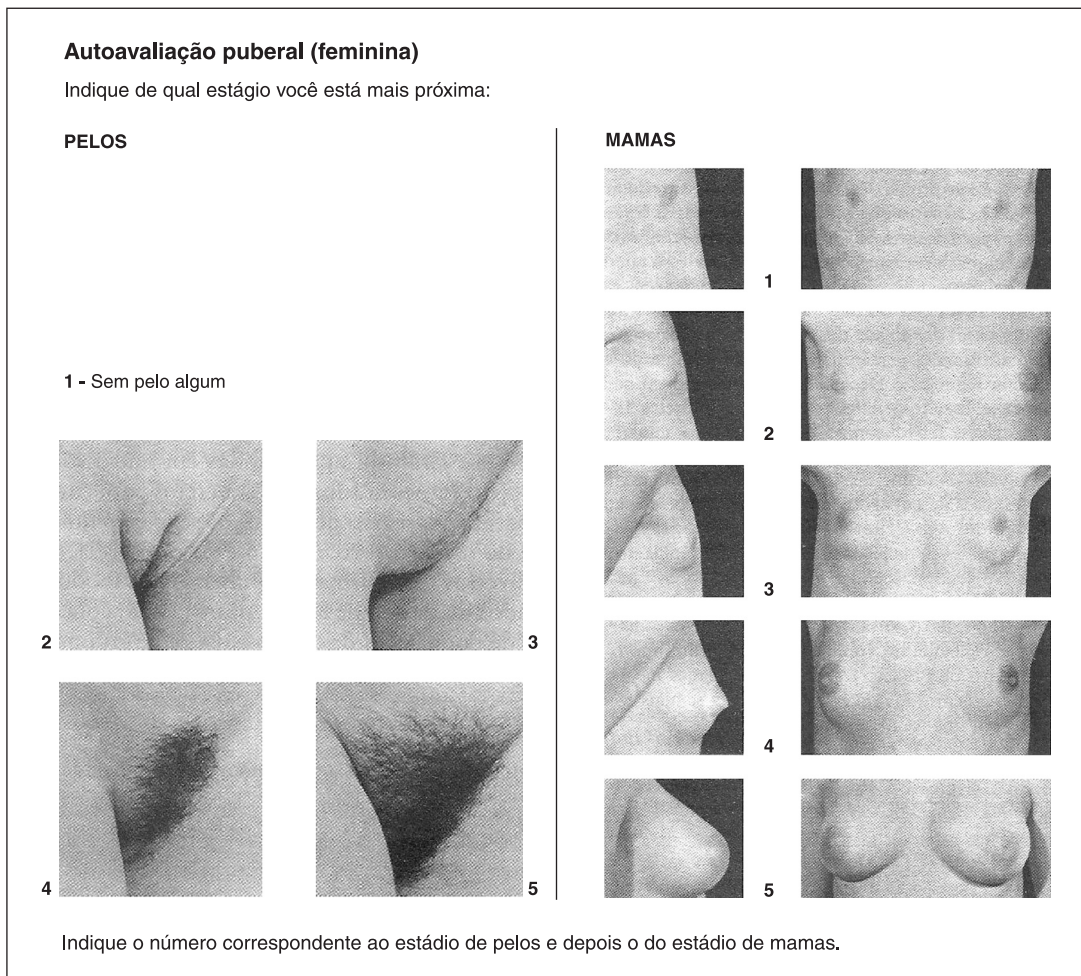 Autoavaliação puberal (feminina)
Indique de qual estágio você está mais próxima:
PELOS
1 - Sem pelo algum
2
3
4
5
MAMAS
1
2
3
4
5
Indique o número correspondente ao estádio de pelos e depois o do estádio de mamas.